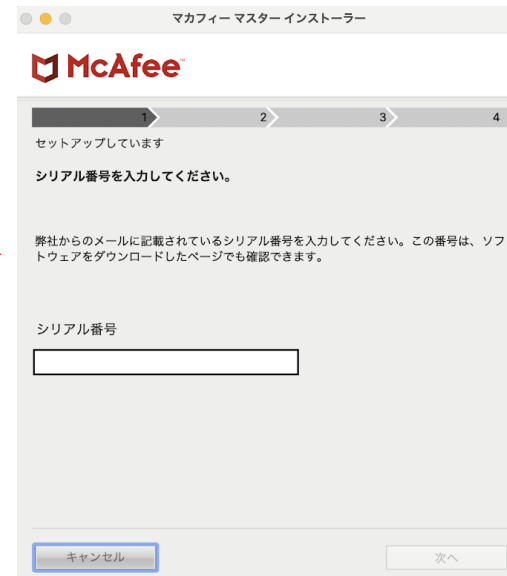 マカフィー マスター インストーラー
McAfee
1 2 3 4
セットアップしています
シリアル番号を入力してください。
弊社からのメールに記載されているシリアル番号を入力してください。この番号は、ソフ
トウェアをダウンロードしたページでも確認できます。
シリアル番号
キャンセル 次へ